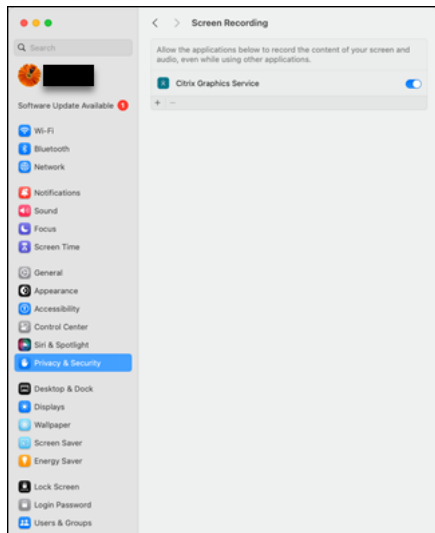 Screen Recording
Search
Software Update Available 1
Wi-Fi
Bluetooth
Network
Notifications
Sound
Focus
Screen Time
General
Appearance
Accessibility
Control Center
Siri & Spotlight
Privacy & Security
Desktop & Dock
Displays
Wallpaper
Screen Saver
Energy Saver
Lock Screen
Login Password
Users & Groups
Allow the applications below to record the content of your screen and
audio, even while using other applications.
Citrix Graphics Service